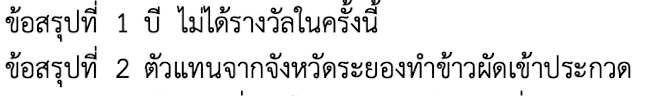 ข้อสรุปที่ 1 บี ไม่ได้รางวัลในครั้งนี้
ข้อสรุปที่ 2 ตัวแทนจากจังหวัดระยองทำข้าวผัดเข้าประกวด